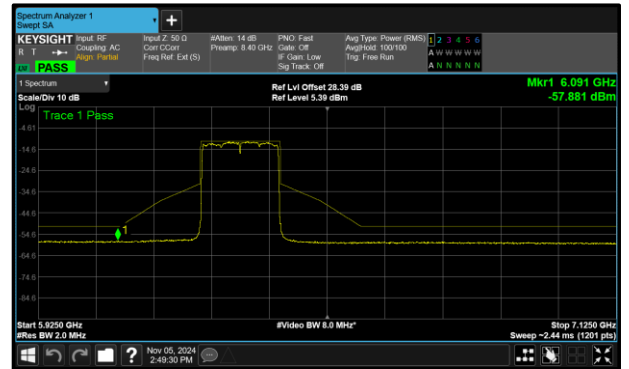 Spectrum Analyzer 1
Swept SA
+
KEYSIGHT Input: RF Input Z: 50 Ω #Atten: 14 dB PNO: Fast Avg Type: Power (RMS) 1 2 3 4 5 6
R T Coupling: AC Corr CCorr Preamp: 8.40 GHz Gate: Off Avg|Hold: 100/100 A W W W W W
Align: Partial Freq Ref: Ext (S) IF Gain: Low Trig: Free Run
PASS Sig Track: Off A N N N N N
1 Spectrum Ref Lvl Offset 28.39 dB Mkr1 6.091 GHz
Scale/Div 10 dB Ref Level 5.39 dBm -57.881 dBm
Log
Trace 1 Pass
-4.61
-14.6
-24.6
-34.6
-44.6
1
-54.6
-64.6
-74.6
-84.6
Start 5.9250 GHz #Video BW 8.0 MHz* Stop 7.1250 GHz
#Res BW 2.0 MHz Sweep ~2.44 ms (1201 pts)
? Nov 05, 2024
2:49:30 PM